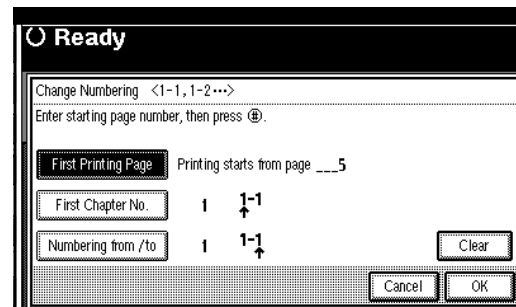 Ready
Change Numbering <1-1, 1-2⋯>
Enter starting page number, then press (#).
First Printing Page Printing starts from page ___5
First Chapter No. 1 1-1
Numbering from /to 1 1-1 Clear
Cancel OK